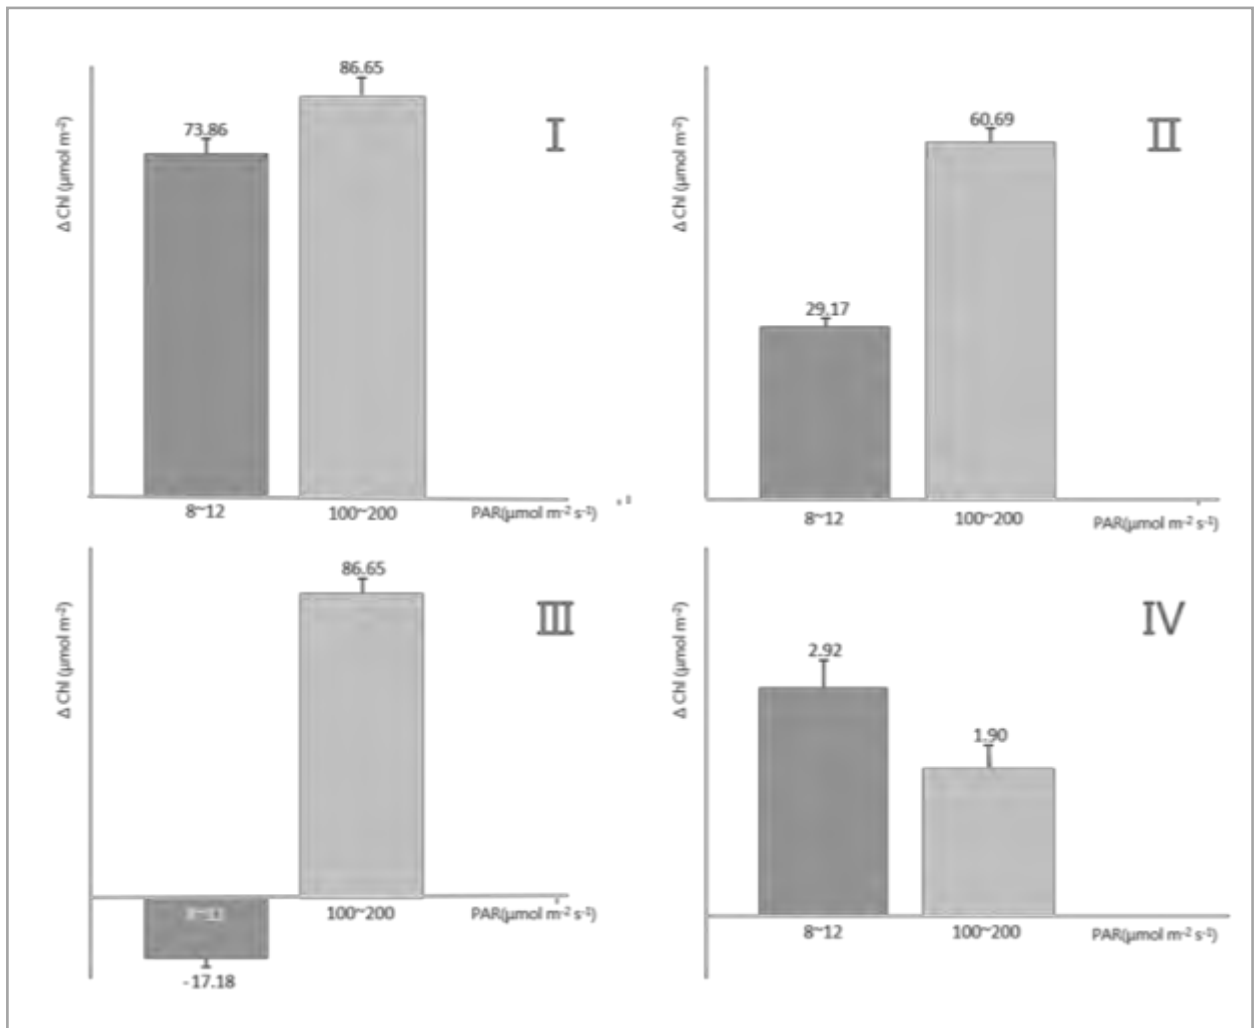 86.65
73.86
I
Δ Chl (μmol m⁻²)
8~12
100~200
PAR(μmol m⁻² s⁻¹)
60.69
II
Δ Chl (μmol m⁻²)
29.17
8~12
100~200
PAR(μmol m⁻² s⁻¹)
86.65
III
Δ Chl (μmol m⁻²)
100~200
PAR(μmol m⁻² s⁻¹)
-17.18
IV
2.92
Δ Chl (μmol m⁻²)
1.90
8~12
100~200
PAR(μmol m⁻² s⁻¹)